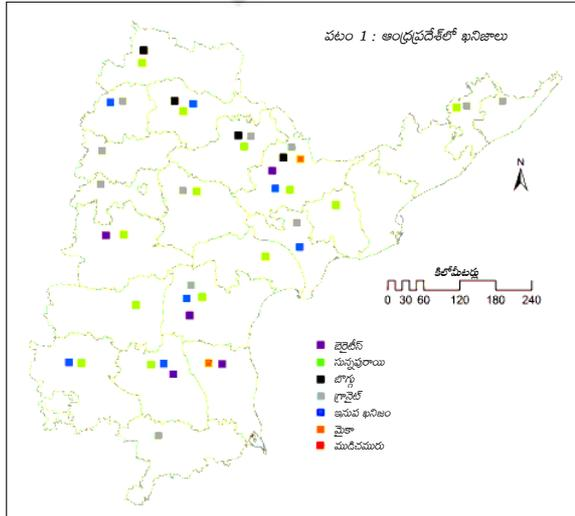 పటం 1 : ఆంధ్రప్రదేశ్‌లో ఖనిజాలు
N
కిలోమీటర్లు
0 30 60 120 180 240
బెరైటీస్
సున్నపురాయి
బొగ్గు
గ్రానైట్
ఇనుప ఖనిజం
మైకా
ముడిచమురు